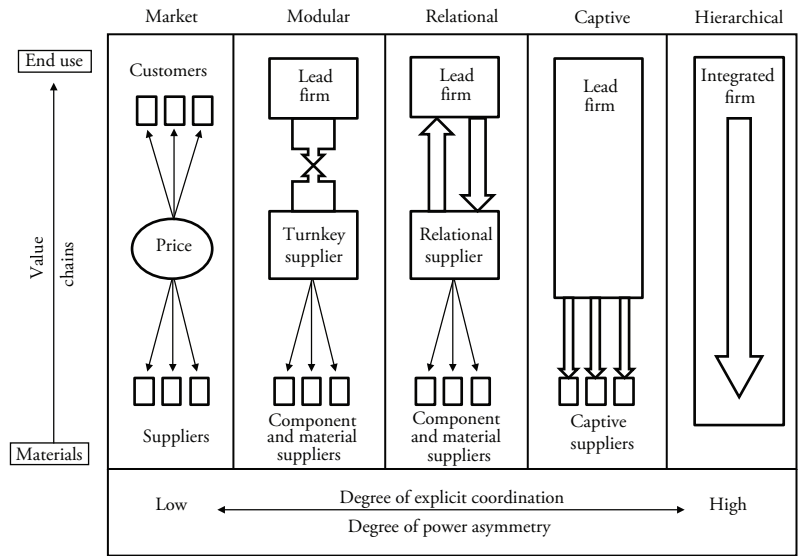 Market
Modular
Relational
Captive
Hierarchical
End use
Value
chains
Materials
Customers
Price
Suppliers
Lead
firm
Turnkey
supplier
Component
and material
suppliers
Lead
firm
Relational
supplier
Component
and material
suppliers
Lead
firm
Captive
suppliers
Integrated
firm
Low
Degree of explicit coordination
Degree of power asymmetry
High